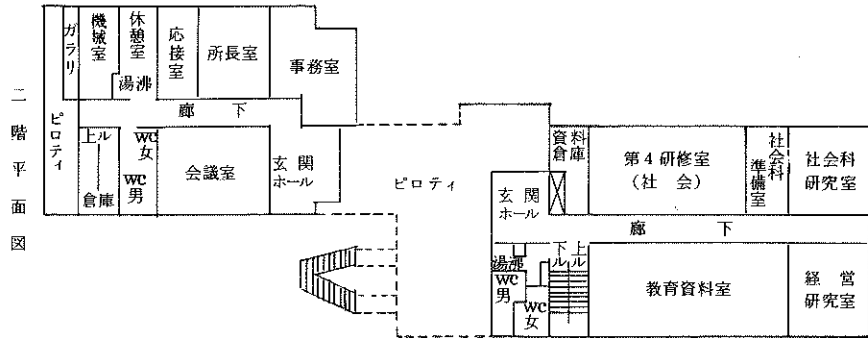 二階平面図
ピロティ
ガラリ
機械室
休憩室
湯沸
応接室
所長室
事務室
廊下
上ル
倉庫
WC女
WC男
会議室
玄関ホール
ピロティ
資料倉庫
第4研修室
(社会)
社会科準備室
社会科
研究室
玄関
ホール
廊下
湯沸
WC男
WC女
下ル
上ル
教育資料室
経営
研究室